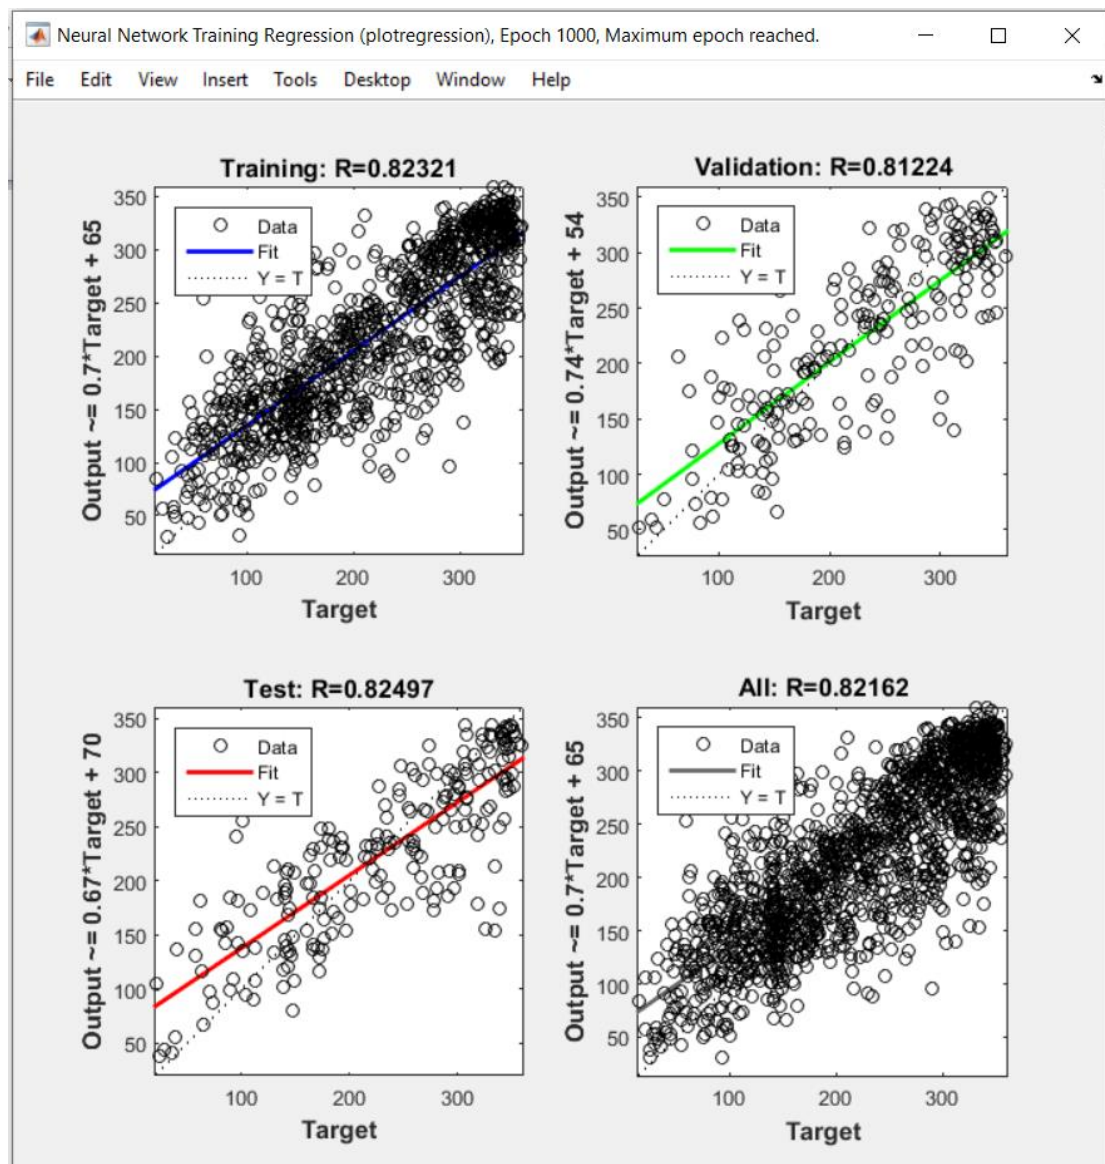 Neural Network Training Regression (plotregression), Epoch 1000, Maximum epoch reached.
File Edit View Insert Tools Desktop Window Help
Training: R=0.82321
Output ~= 0.7*Target + 65
350
300
250
200
150
100
50
Data
Fit
Y = T
100 200 300
Target
Validation: R=0.81224
Output ~= 0.74*Target + 54
350
300
250
200
150
100
50
Data
Fit
Y = T
100 200 300
Target
Test: R=0.82497
Output ~= 0.67*Target + 70
350
300
250
200
150
100
50
Data
Fit
Y = T
100 200 300
Target
All: R=0.82162
Output ~= 0.7*Target + 65
350
300
250
200
150
100
50
Data
Fit
Y = T
100 200 300
Target